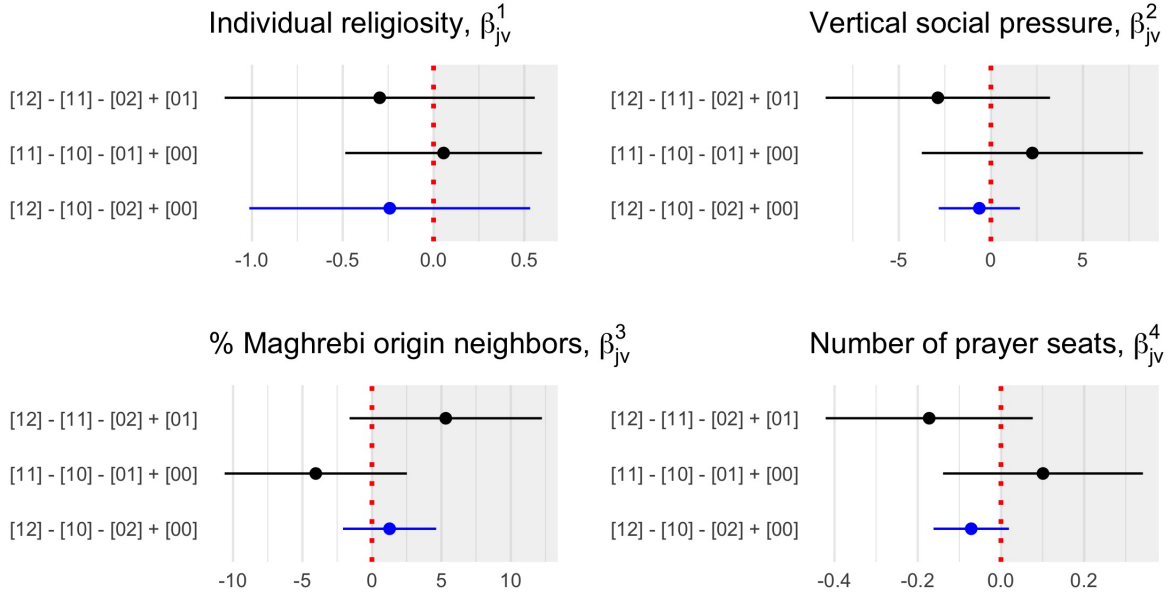 Individual religiosity, β¹ⱼᵥ
[12] - [11] - [02] + [01]
[11] - [10] - [01] + [00]
[12] - [10] - [02] + [00]
-1.0 -0.5 0.0 0.5
Vertical social pressure, β²ⱼᵥ
[12] - [11] - [02] + [01]
[11] - [10] - [01] + [00]
[12] - [10] - [02] + [00]
-5 0 5
% Maghrebi origin neighbors, β³ⱼᵥ
[12] - [11] - [02] + [01]
[11] - [10] - [01] + [00]
[12] - [10] - [02] + [00]
-10 -5 0 5 10
Number of prayer seats, β⁴ⱼᵥ
[12] - [11] - [02] + [01]
[11] - [10] - [01] + [00]
[12] - [10] - [02] + [00]
-0.4 -0.2 0.0 0.2